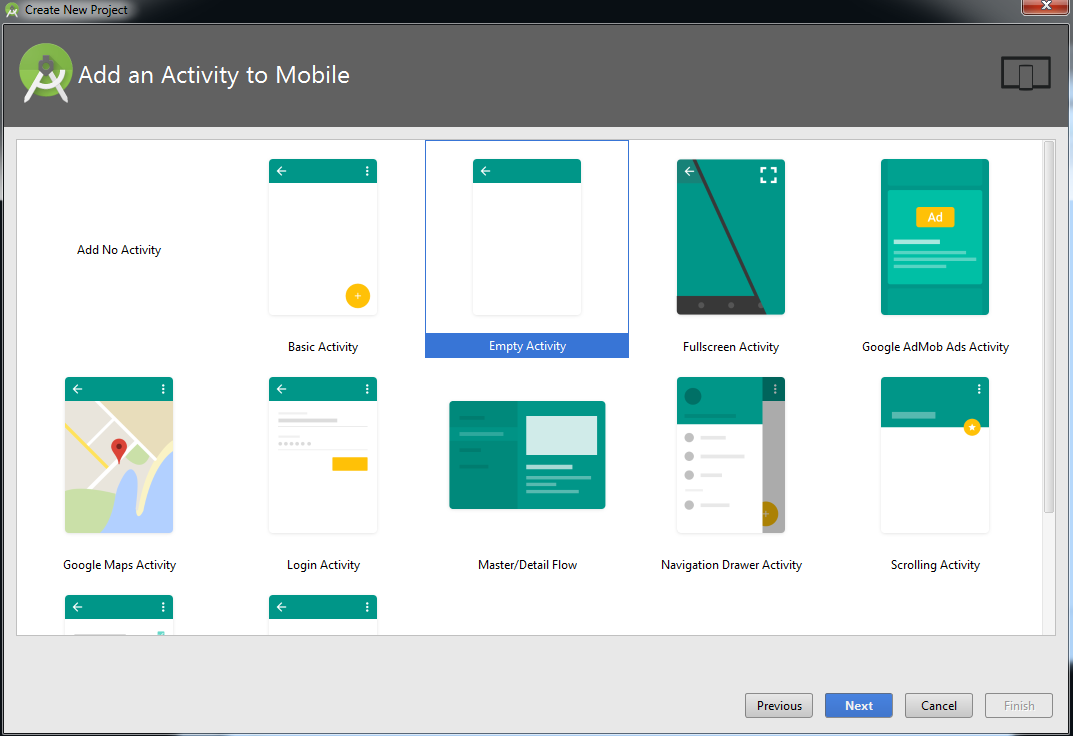 Create New Project
Add an Activity to Mobile
Add No Activity
Basic Activity
Empty Activity
Fullscreen Activity
Ad
Google AdMob Ads Activity
Google Maps Activity
Login Activity
Master/Detail Flow
Navigation Drawer Activity
Scrolling Activity
Previous
Next
Cancel
Finish